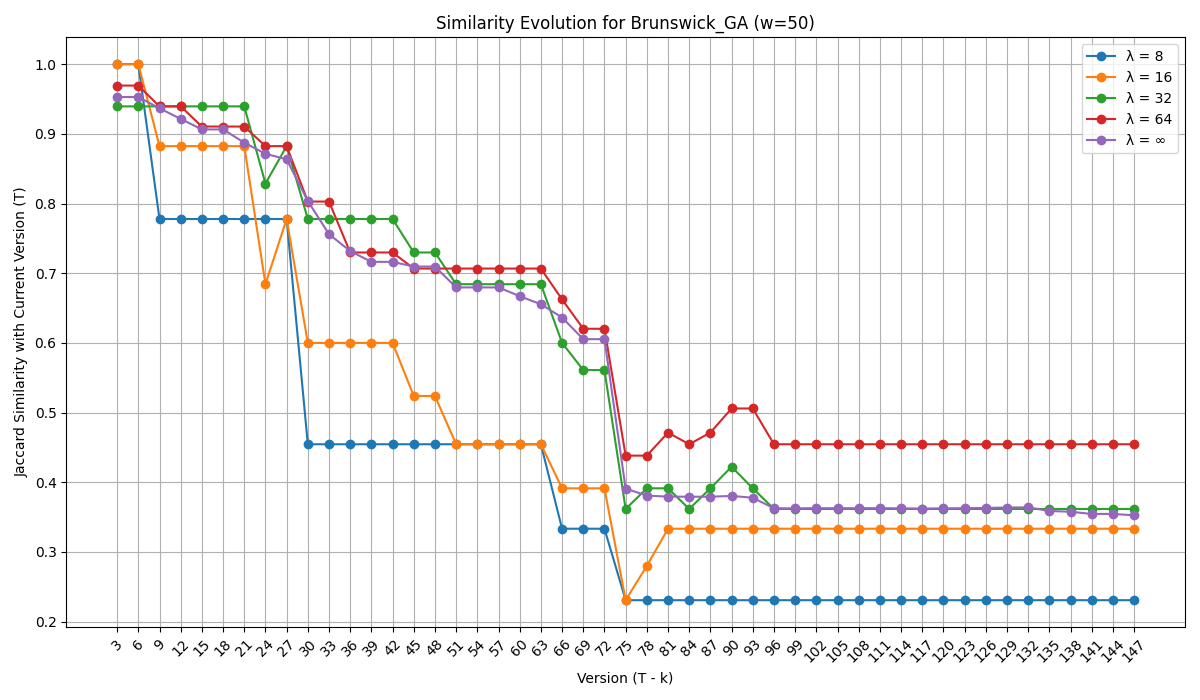 Similarity Evolution for Brunswick_GA (w=50)
Jaccard Similarity with Current Version (T)
1.0
0.9
0.8
0.7
0.6
0.5
0.4
0.3
0.2
λ = 8
λ = 16
λ = 32
λ = 64
λ = ∞
3 6 9 12 15 18 21 24 27 30 33 36 39 42 45 48 51 54 57 60 63 66 69 72 75 78 81 84 87 90 93 96 99 102 105 108 111 114 117 120 123 126 129 132 135 138 141 144 147
Version (T - k)